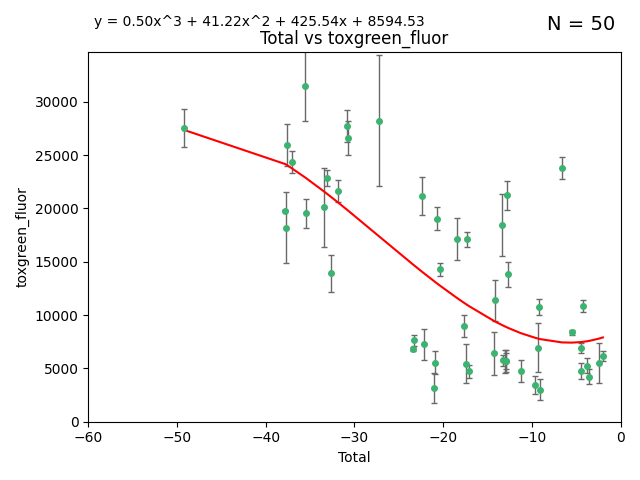 y = 0.50x^3 + 41.22x^2 + 425.54x + 8594.53
N = 50
Total vs toxgreen_fluor
30000
25000
20000
15000
10000
5000
0
toxgreen_fluor
−60
−50
−40
−30
−20
−10
0
Total